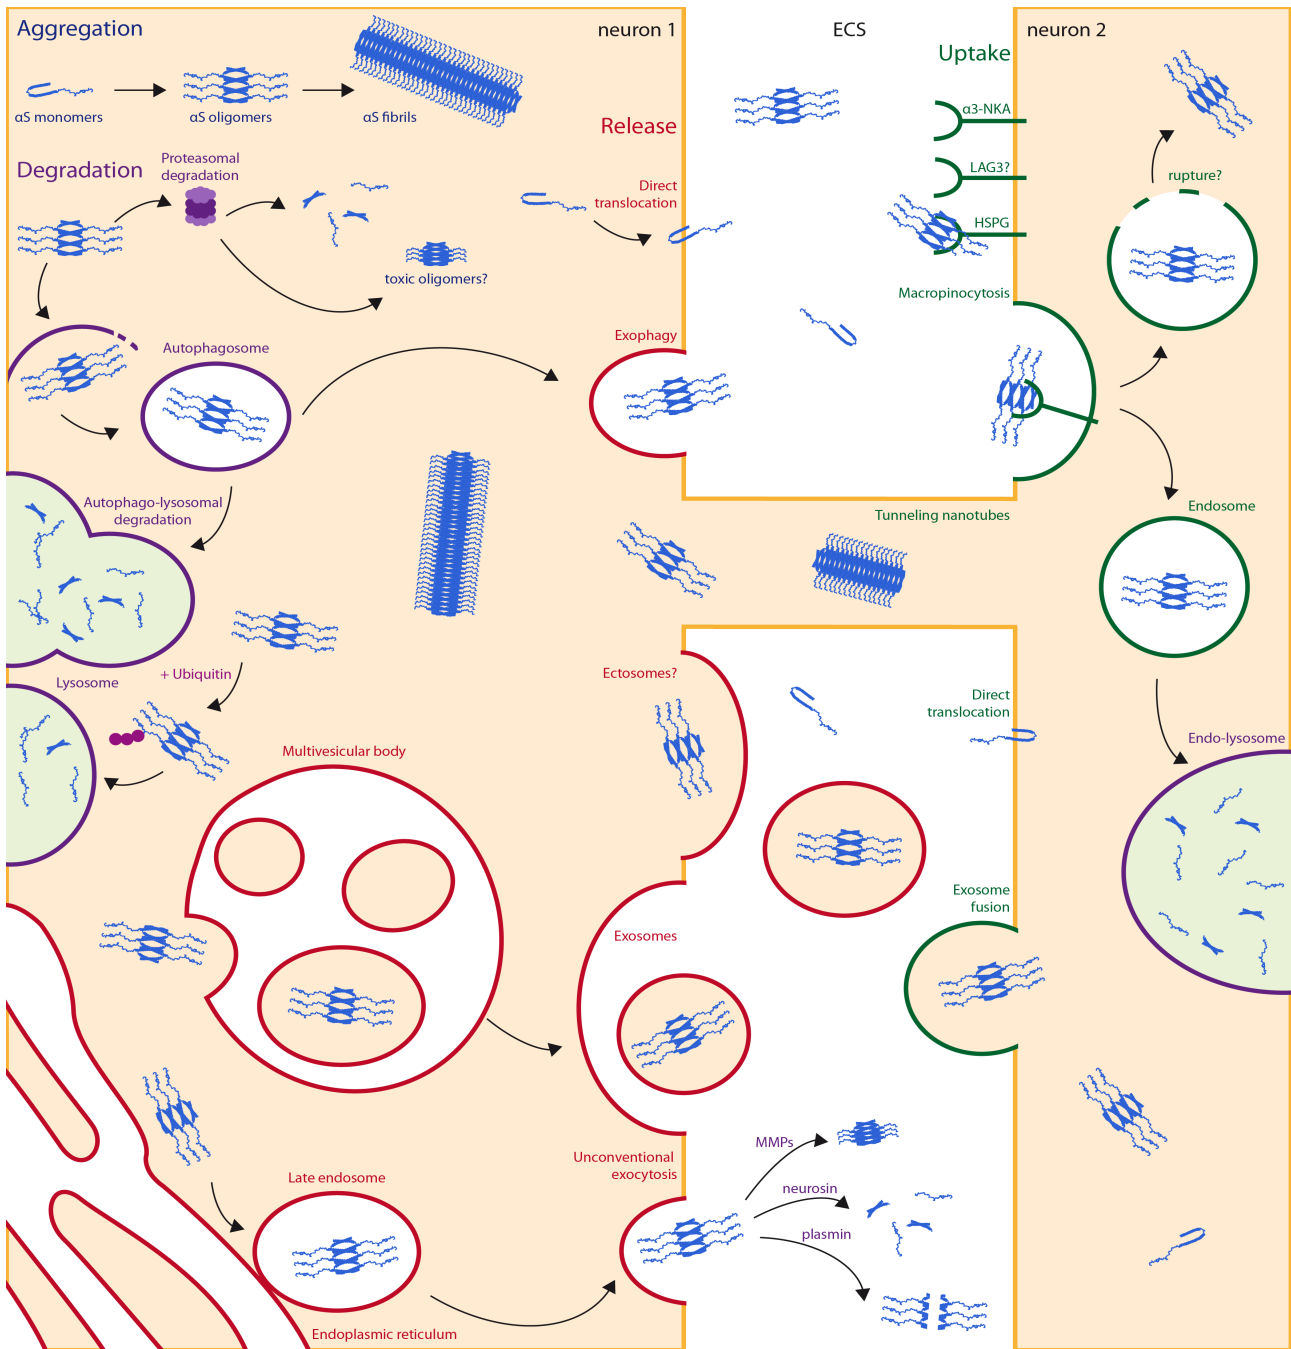 Aggregation
neuron 1
ECS
neuron 2
Uptake
αS monomers
αS oligomers
αS fibrils
α3-NKA
Release
Degradation
Proteasomal
degradation
LAG3?
rupture?
Direct
translocation
HSPG
toxic oligomers?
Macropinocytosis
Exophagy
Autophagosome
Autophago-lysosomal
degradation
Endosome
Tunneling nanotubes
Lysosome
+ Ubiquitin
Ectosomes?
Direct
translocation
Multivesicular body
Endo-lysosome
Exosome
fusion
Exosomes
MMPs
Unconventional
exocytosis
Late endosome
neurosin
plasmin
Endoplasmic reticulum